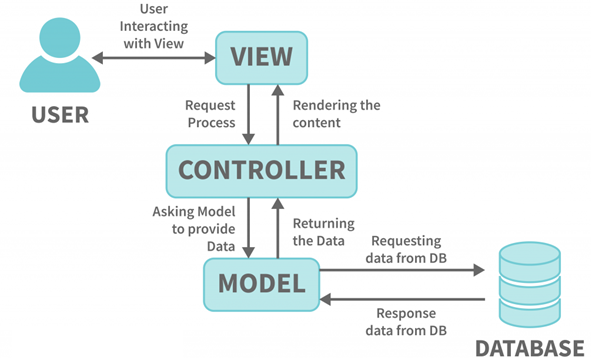 User
Interacting
with View
VIEW
USER
Request
Process
Rendering the
content
CONTROLLER
Asking Model
to provide
Data
Returning
the Data
MODEL
Requesting
data from DB
Response
data from DB
DATABASE